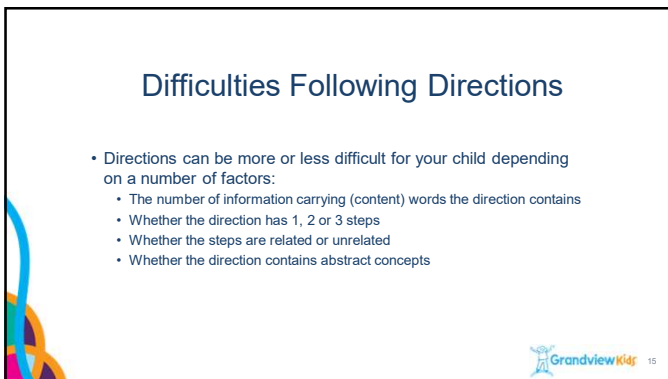 Difficulties Following Directions
• Directions can be more or less difficult for your child depending
on a number of factors:
• The number of information carrying (content) words the direction contains
• Whether the direction has 1, 2 or 3 steps
• Whether the steps are related or unrelated
• Whether the direction contains abstract concepts
Grandview Kids 15